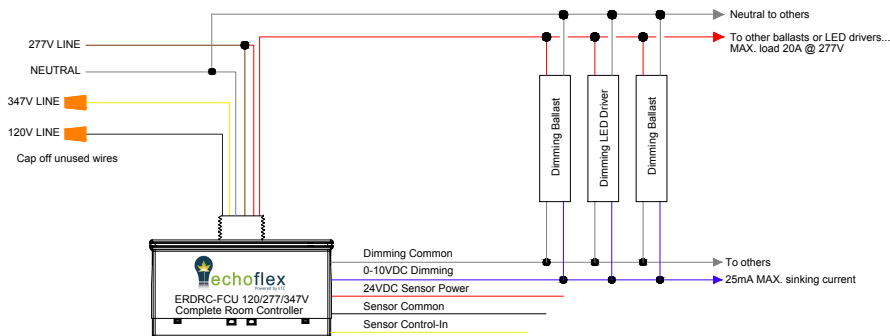 Neutral to others
To other ballasts or LED drivers...
MAX. load 20A @ 277V
277V LINE
NEUTRAL
347V LINE
120V LINE
Cap off unused wires
Dimming Ballast
Dimming LED Driver
Dimming Ballast
echoflex
Powered by ETC
ERDRC-FCU 120/277/347V
Complete Room Controller
Dimming Common
0-10VDC Dimming
24VDC Sensor Power
Sensor Common
Sensor Control-In
To others
25mA MAX. sinking current